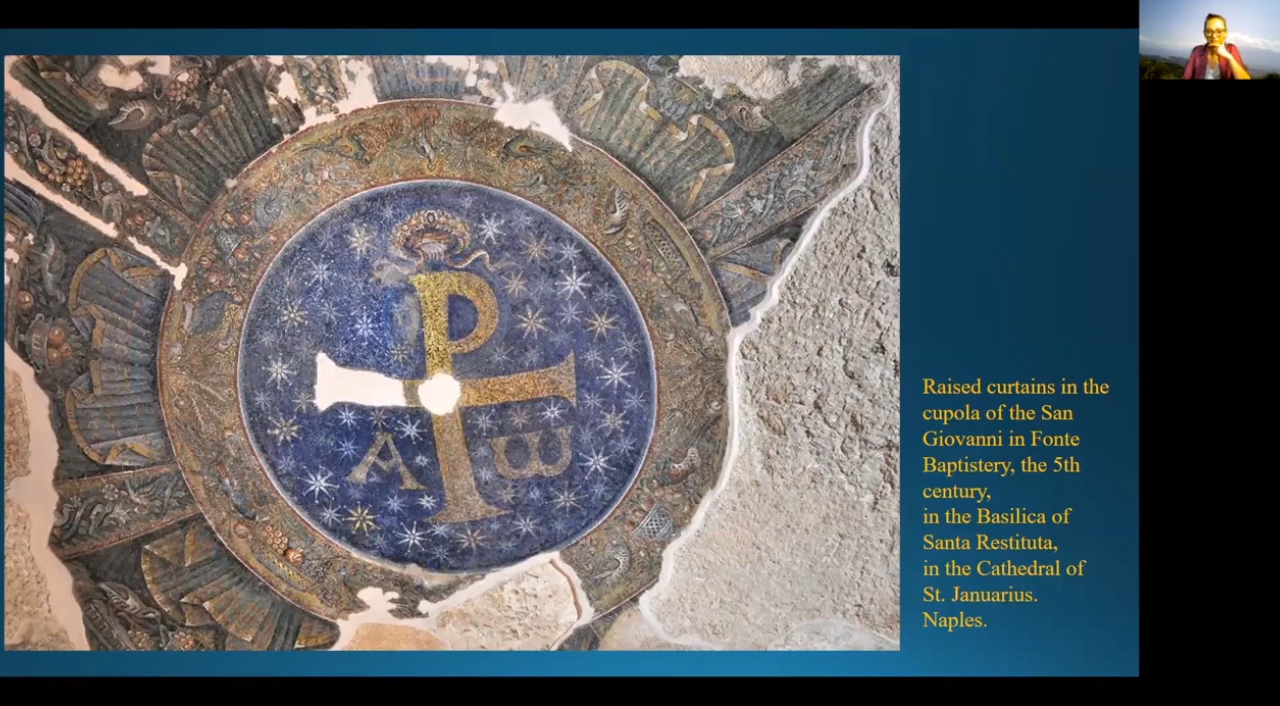 Ρ
Α ω
Raised curtains in the
cupola of the San
Giovanni in Fonte
Baptistery, the 5th
century,
in the Basilica of
Santa Restituta,
in the Cathedral of
St. Januarius.
Naples.